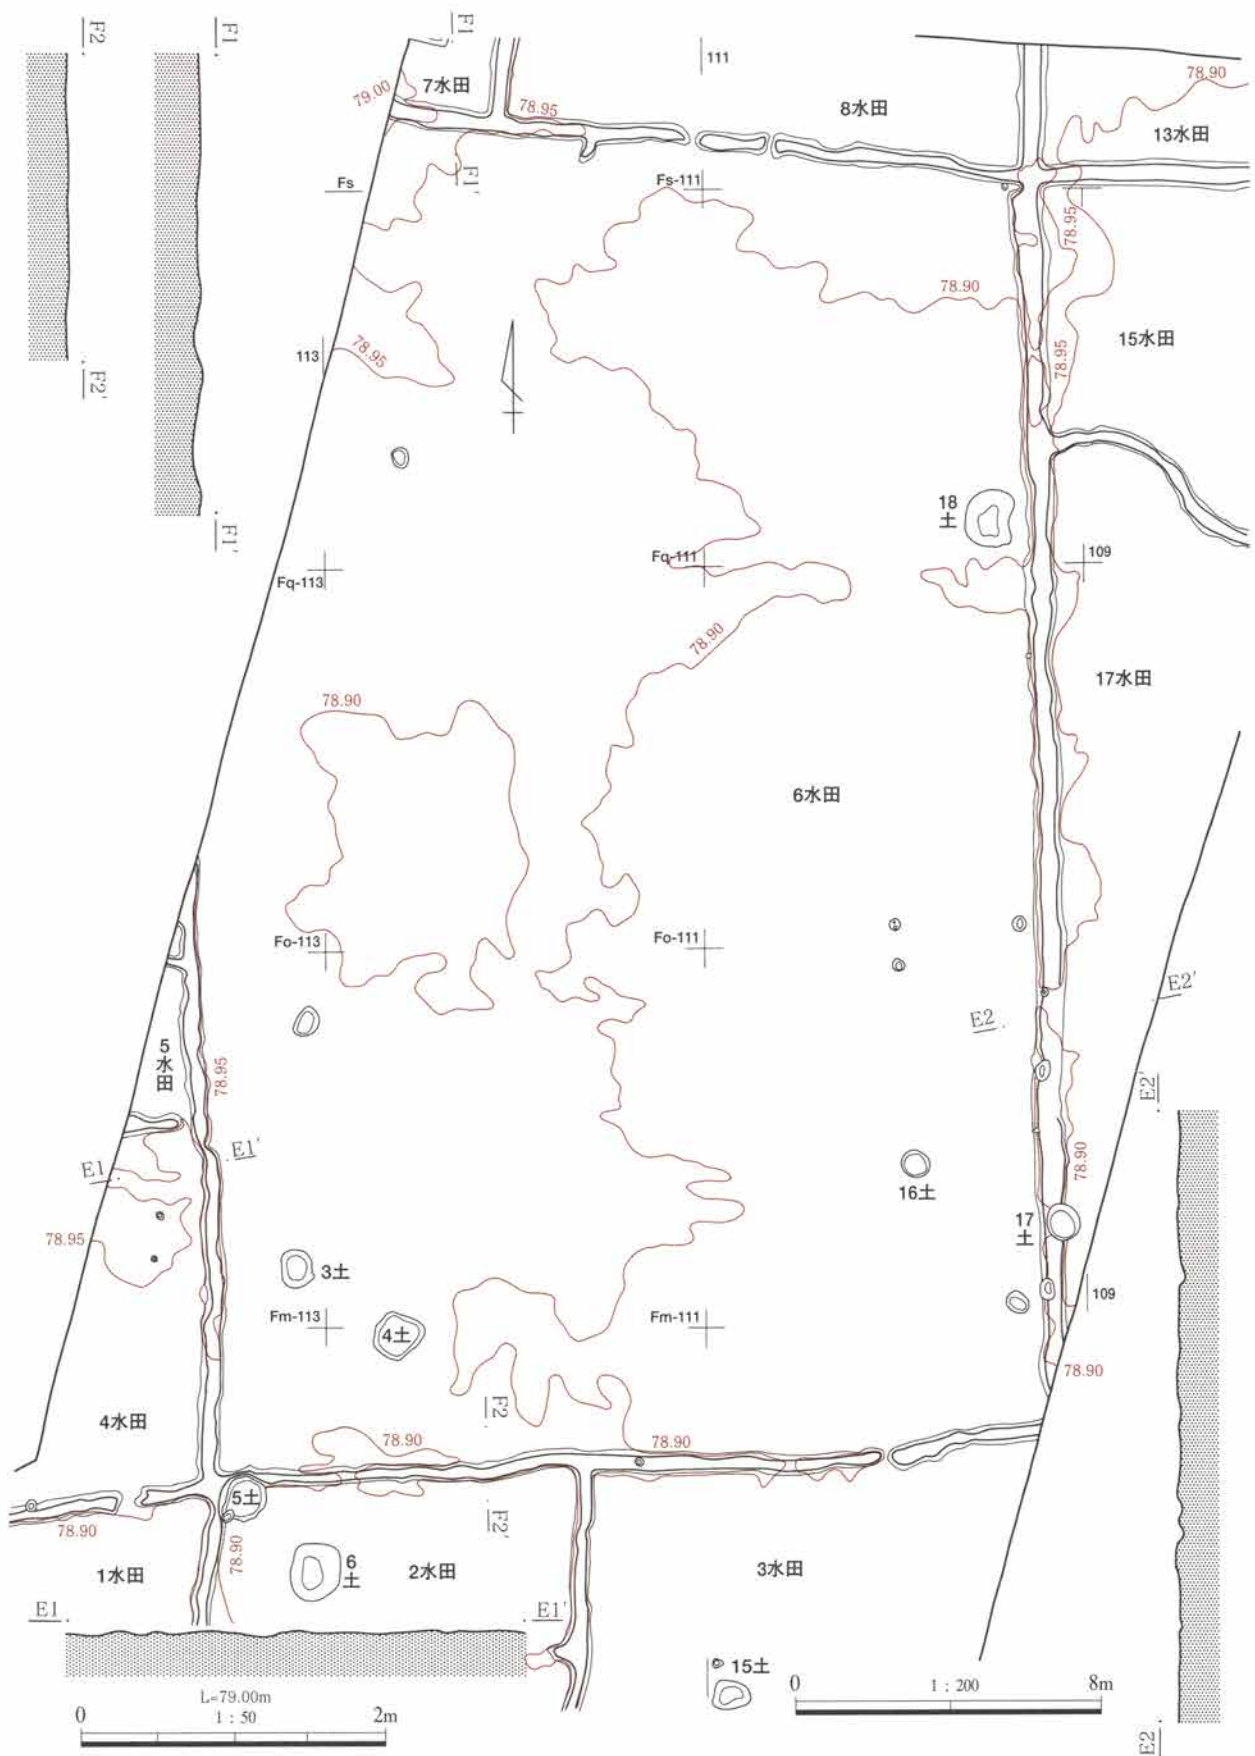 F2
F1
F1
111
78.90
79.00
7水田
78.95
8水田
13水田
F1'
Fs
Fs-111
78.95
78.90
113
78.95
15水田
78.95
F2'
F1'
18
土
Fq-113
Fq-111
109
78.90
17水田
78.90
6水田
Fo-113
Fo-111
E2
E2'
5
水
田
78.95
E2'
E1
E1'
78.90
16土
17
土
78.95
3土
109
Fm-113
4土
Fm-111
78.90
F2
4水田
78.90
78.90
5土
78.90
F2'
78.90
1水田
6
土
2水田
3水田
E1
E1'
15土
L=79.00m
0
1：50
2m
0
1：200
8m
E2